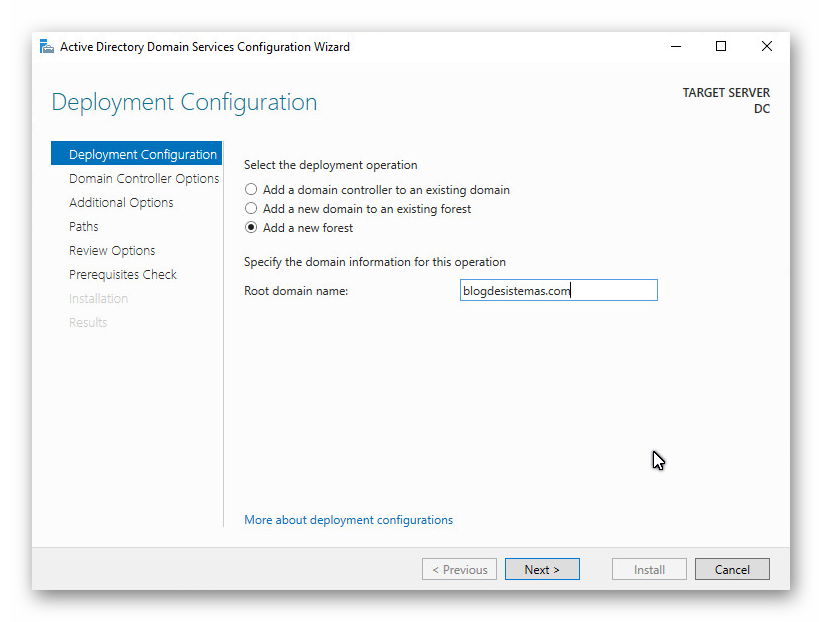 Active Directory Domain Services Configuration Wizard
Deployment Configuration
TARGET SERVER
DC
Deployment Configuration
Domain Controller Options
Additional Options
Paths
Review Options
Prerequisites Check
Installation
Results
Select the deployment operation
Add a domain controller to an existing domain
Add a new domain to an existing forest
Add a new forest
Specify the domain information for this operation
Root domain name: blogdesistemas.com
More about deployment configurations
< Previous Next > Install Cancel